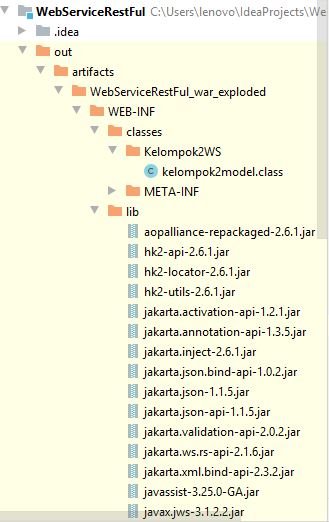 WebServiceRestFul C:\Users\lenovo\IdeaProjects\We
.idea
out
artifacts
WebServiceRestFul_war_exploded
WEB-INF
classes
Kelompok2WS
kelompok2model.class
META-INF
lib
aopalliance-repackaged-2.6.1.jar
hk2-api-2.6.1.jar
hk2-locator-2.6.1.jar
hk2-utils-2.6.1.jar
jakarta.activation-api-1.2.1.jar
jakarta.annotation-api-1.3.5.jar
jakarta.inject-2.6.1.jar
jakarta.json.bind-api-1.0.2.jar
jakarta.json-1.1.5.jar
jakarta.json-api-1.1.5.jar
jakarta.validation-api-2.0.2.jar
jakarta.ws.rs-api-2.1.6.jar
jakarta.xml.bind-api-2.3.2.jar
javassist-3.25.0-GA.jar
javax.jws-3.1.2.2.jar